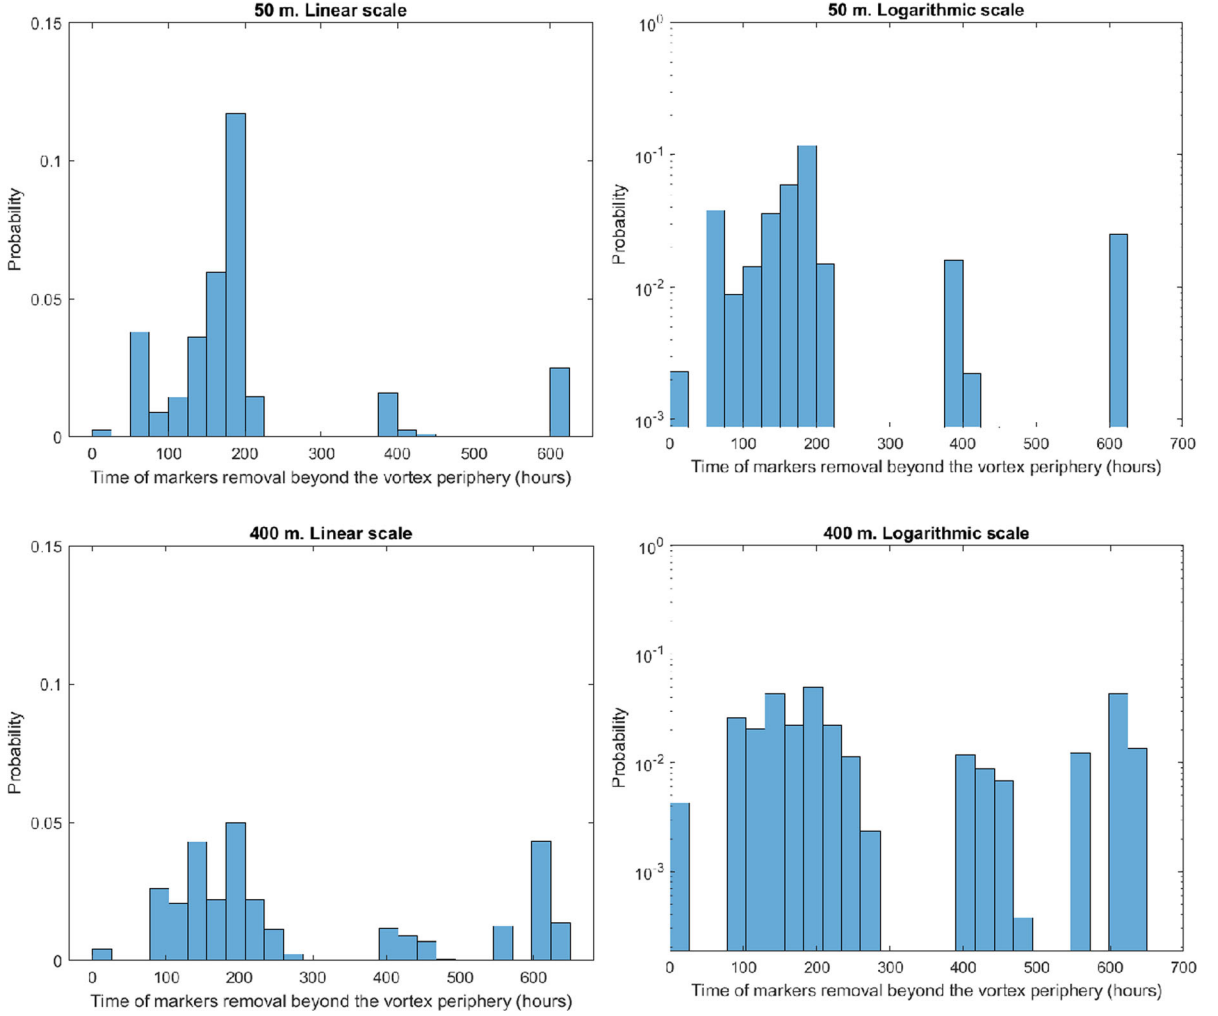 50 m. Linear scale
0.15
0.1
0.05
0
Probability
0 100 200 300 400 500 600
Time of markers removal beyond the vortex periphery (hours)
50 m. Logarithmic scale
10^0
10^-1
10^-2
10^-3
Probability
0 100 200 300 400 500 600 700
Time of markers removal beyond the vortex periphery (hours)
400 m. Linear scale
0.15
0.1
0.05
0
Probability
0 100 200 300 400 500 600
Time of markers removal beyond the vortex periphery (hours)
400 m. Logarithmic scale
10^0
10^-1
10^-2
10^-3
Probability
0 100 200 300 400 500 600 700
Time of markers removal beyond the vortex periphery (hours)